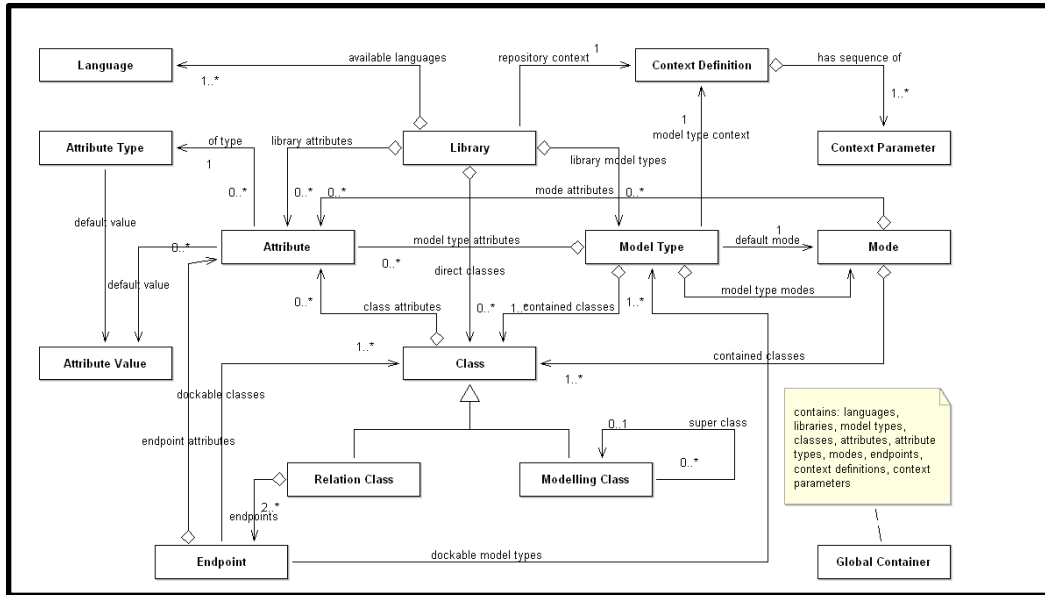 available languages
repository context
1
Language
Context Definition
has sequence of
1..*
1..*
of type
library attributes
1
model type context
Attribute Type
Library
Context Parameter
1
library model types
0..*
0..*
0..*
mode attributes
0..*
default value
0..*
Attribute
model type attributes
Model Type
1
default mode
Mode
0..*
direct classes
default value
model type modes
0..*
class attributes
0..*
1..*
contained classes
1..*
1..*
Attribute Value
Class
contained classes
1..*
dockable classes
contains: languages,
libraries, model types,
classes, attributes, attribute
types, modes, endpoints,
context definitions, context
parameters
endpoint attributes
0..1
super class
0..*
Relation Class
Modelling Class
2..*
endpoints
dockable model types
Endpoint
Global Container